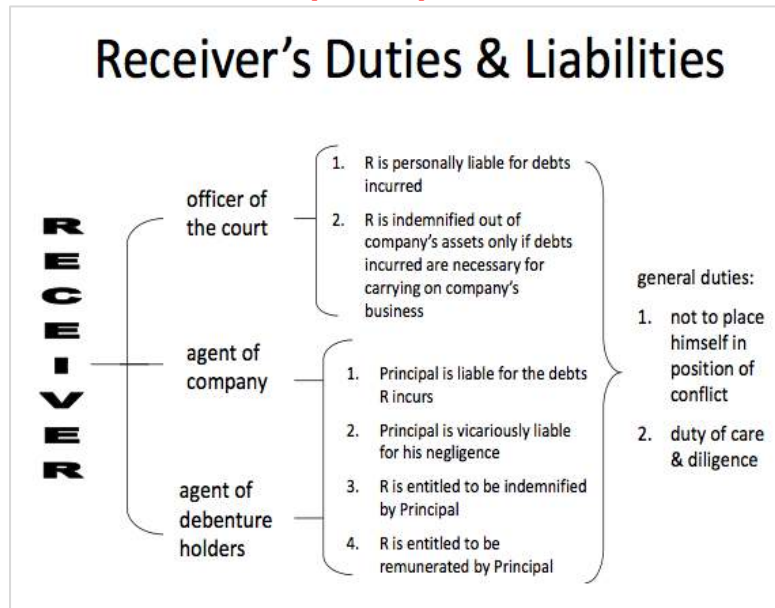 Receiver's Duties & Liabilities
RECEIVER
officer of
the court
1. R is personally liable for debts
incurred
2. R is indemnified out of
company's assets only if debts
incurred are necessary for
carrying on company's
business
agent of
company
agent of
debenture
holders
1. Principal is liable for the debts
R incurs
2. Principal is vicariously liable
for his negligence
3. R is entitled to be indemnified
by Principal
4. R is entitled to be
remunerated by Principal
general duties:
1. not to place
himself in
position of
conflict
2. duty of care
& diligence